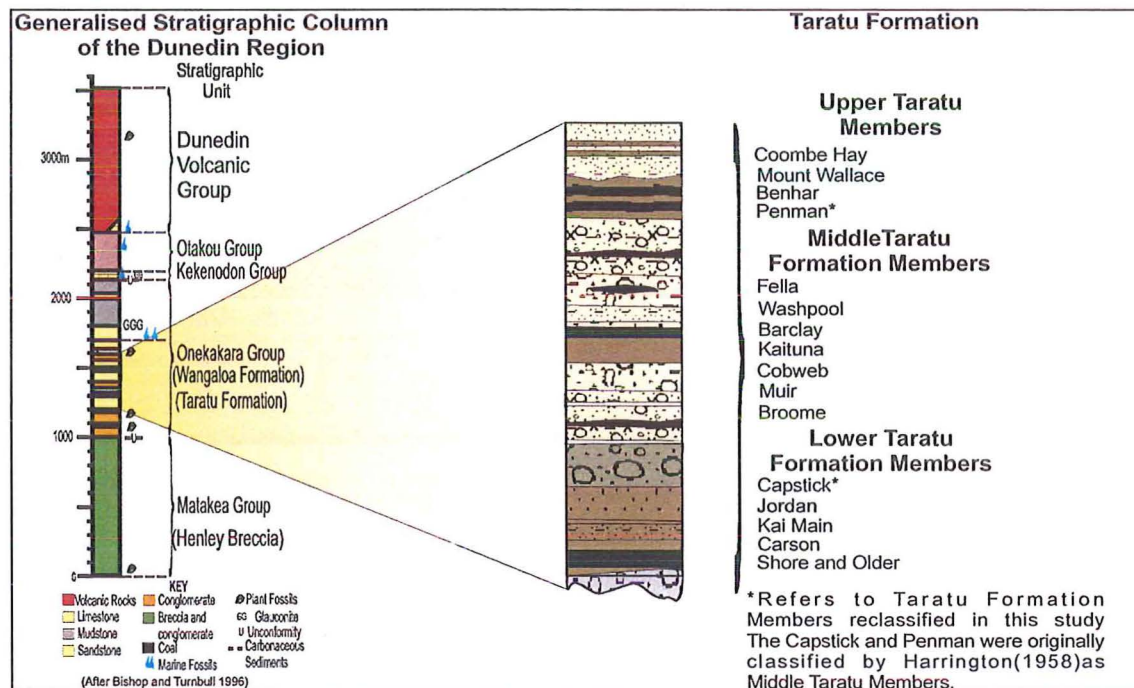 Generalised Stratigraphic Column
of the Dunedin Region
Stratigraphic
Unit
3000m
2000
1000
0
Dunedin
Volcanic
Group
Otakou Group
Kekenodon Group
GGG
U
Onekakara Group
(Wangaloa Formation)
(Taratu Formation)
U
Matakea Group
(Henley Breccia)
KEY
Volcanic Rocks
Limestone
Mudstone
Sandstone
Conglomerate
Breccia and
conglomerate
Coal
Marine Fossils
Plant Fossils
GG Glauconite
U Unconformity
Carbonaceous
Sediments
(After Bishop and Turnbull 1996)
Taratu Formation
Upper Taratu
Members
Coombe Hay
Mount Wallace
Benhar
Penman*
MiddleTaratu
Formation Members
Fella
Washpool
Barclay
Kaituna
Cobweb
Muir
Broome
Lower Taratu
Formation Members
Capstick*
Jordan
Kai Main
Carson
Shore and Older
*Refers to Taratu Formation
Members reclassified in this study
The Capstick and Penman were originally
classified by Harrington(1958)as
Middle Taratu Members.